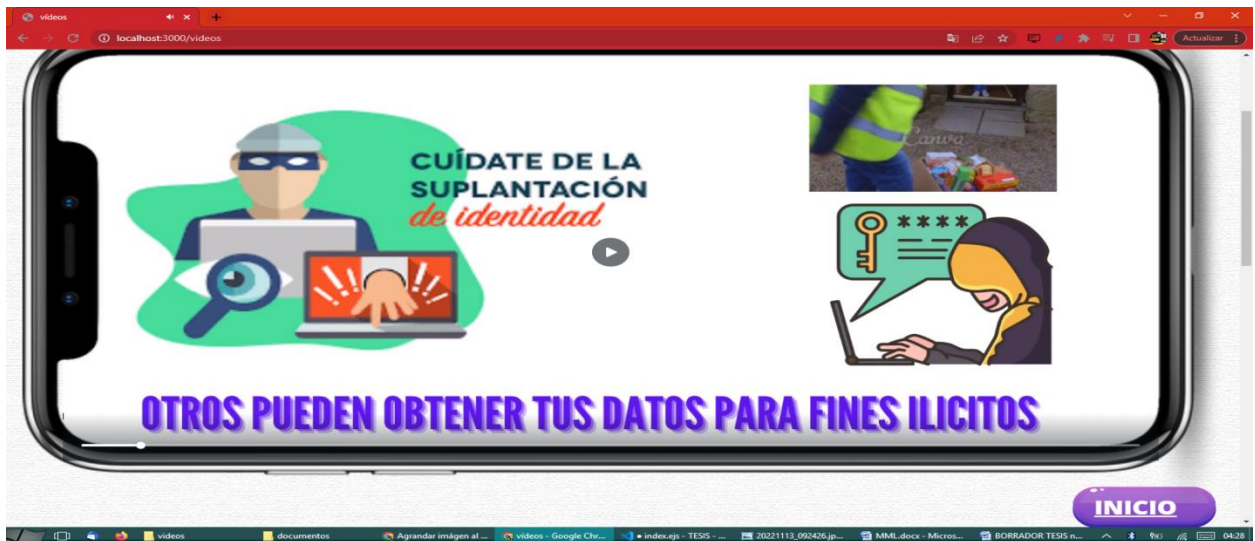 vídeos
localhost:3000/videos
Actualizar
Canva
CUÍDATE DE LA
SUPLANTACIÓN
de identidad
****
OTROS PUEDEN OBTENER TUS DATOS PARA FINES ILICITOS
INICIO
videos
documentos
Agrandar imágen al ...
vídeos - Google Chr...
● index.ejs - TESIS - ...
20221113_092426.jp...
MML.docx - Micros...
BORRADOR TESIS n...
04:28